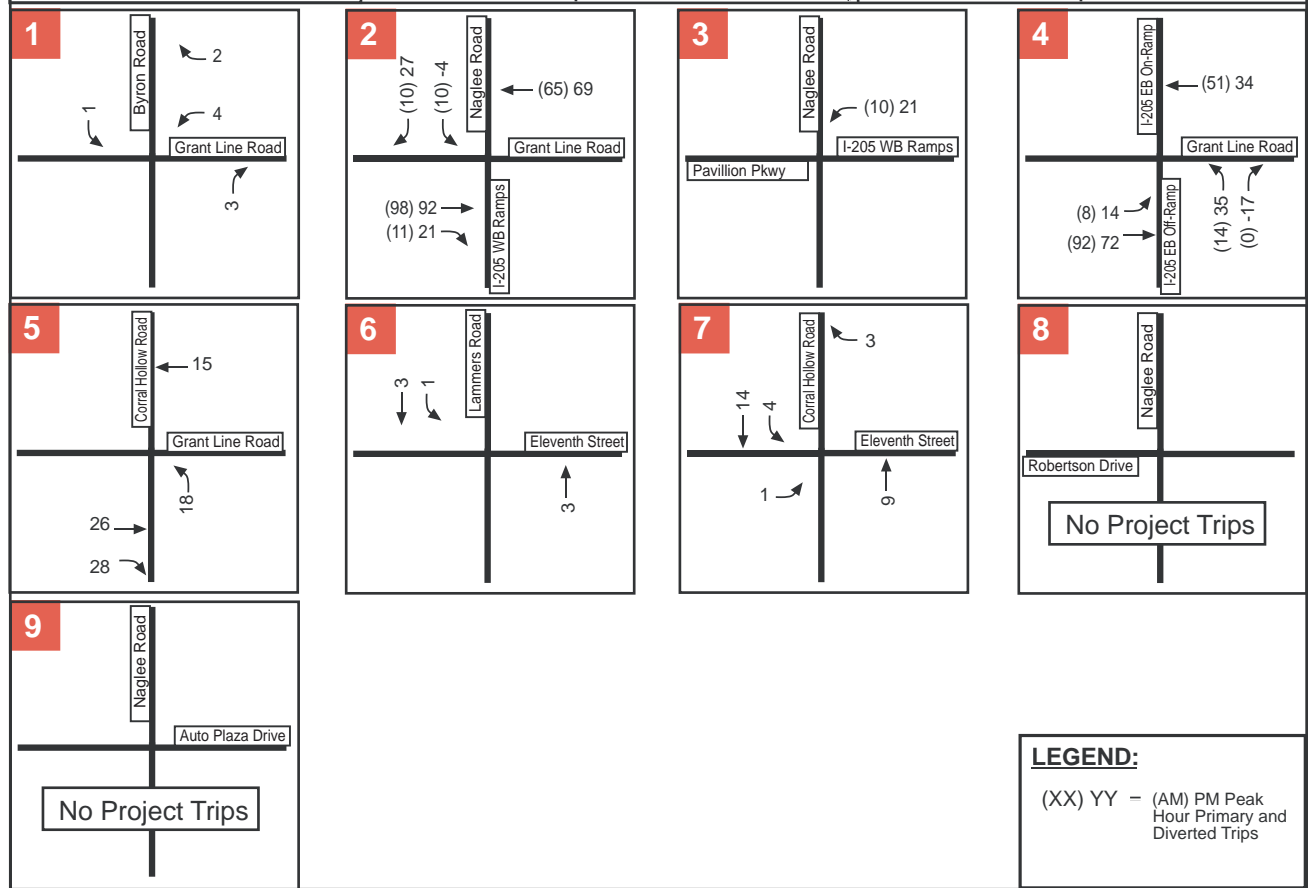 1
Byron Road
2
1
4
Grant Line Road
3
2
(10) 27
(10) -4
Naglee Road
(65) 69
Grant Line Road
(98) 92
(11) 21
I-205 WB Ramps
3
Naglee Road
(10) 21
I-205 WB Ramps
Pavillion Pkwy
4
I-205 EB On-Ramp
(51) 34
Grant Line Road
(8) 14
(92) 72
I-205 EB Off-Ramp
(14) 35
(0) -17
5
Corral Hollow Road
15
Grant Line Road
18
26
28
6
3
1
Lammers Road
Eleventh Street
3
7
Corral Hollow Road
3
14
4
Eleventh Street
1
9
8
Naglee Road
Robertson Drive
No Project Trips
9
Naglee Road
Auto Plaza Drive
No Project Trips
LEGEND:
(XX) YY – (AM) PM Peak
Hour Primary and
Diverted Trips